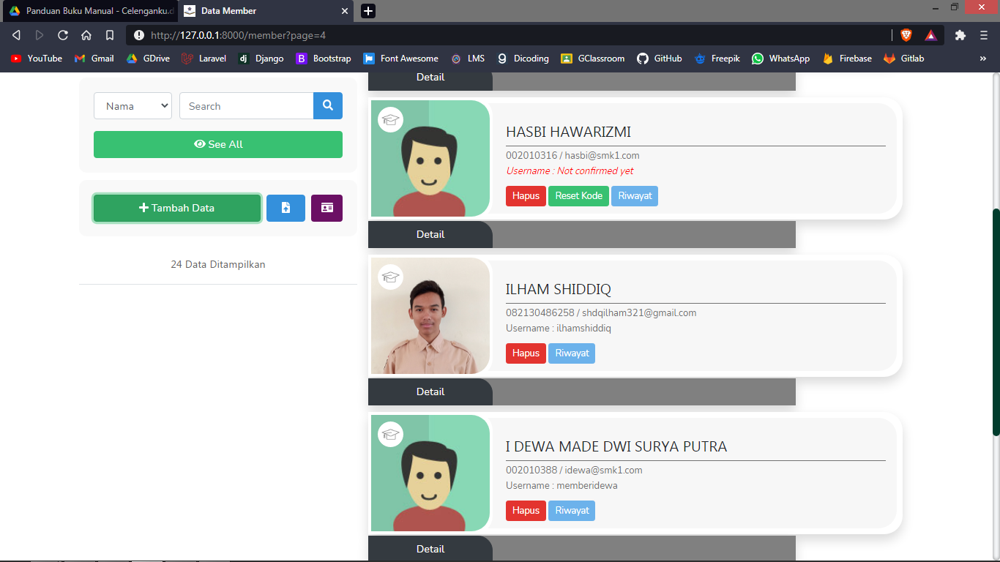 Panduan Buku Manual - Celenganku.d
Data Member
http://127.0.0.1:8000/member?page=4
YouTube Gmail GDrive Laravel Django Bootstrap Font Awesome LMS Dicoding GClassroom GitHub Freepik WhatsApp Firebase Gitlab »
Nama
Search
See All
Tambah Data
24 Data Ditampilkan
Detail
HASBI HAWARIZMI
002010316 / hasbi@smk1.com
Username : Not confirmed yet
Hapus Reset Kode Riwayat
Detail
ILHAM SHIDDIQ
082130486258 / shdqilham321@gmail.com
Username : ilhamshiddiq
Hapus Riwayat
Detail
I DEWA MADE DWI SURYA PUTRA
002010388 / idewa@smk1.com
Username : memberidewa
Hapus Riwayat
Detail